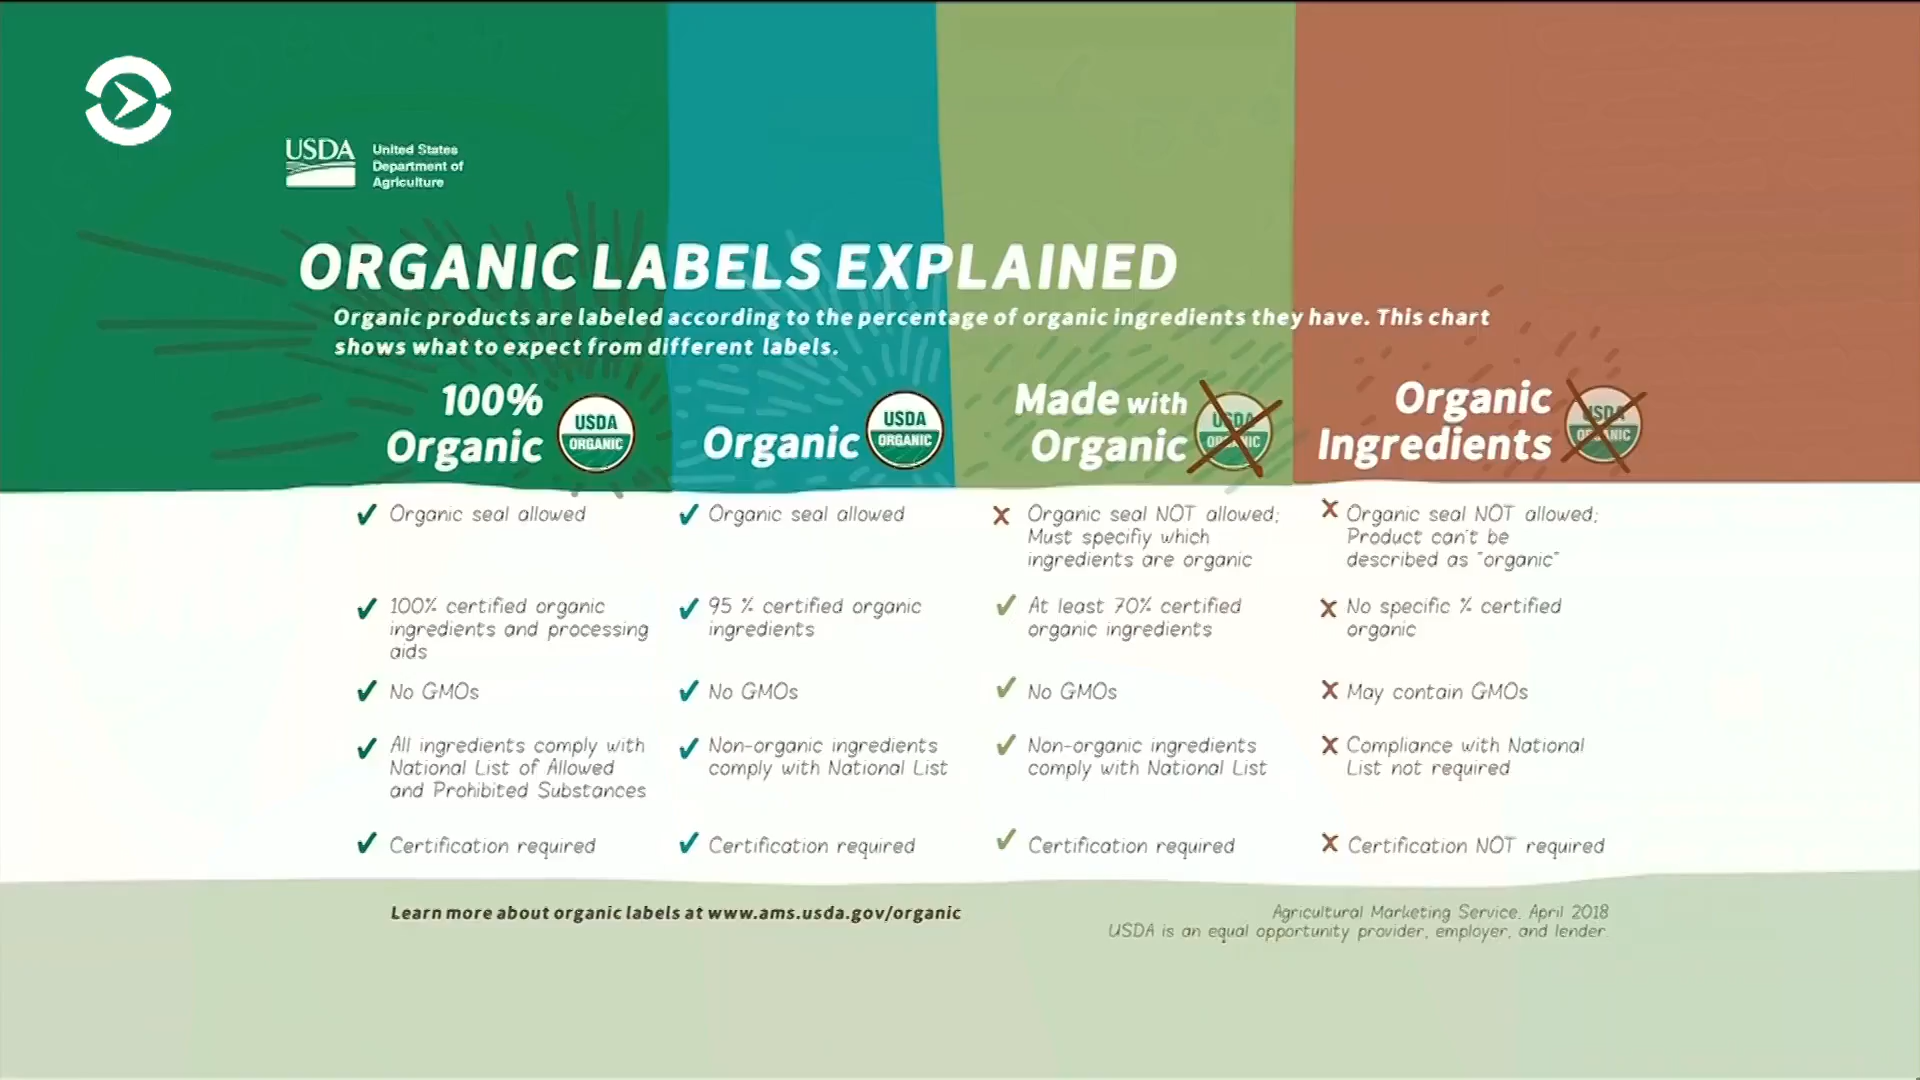 USDA
United States
Department of
Agriculture
ORGANIC LABELS EXPLAINED
Organic products are labeled according to the percentage of organic ingredients they have. This chart
shows what to expect from different labels.
100%
Organic
USDA
ORGANIC
Organic
USDA
ORGANIC
Made with
Organic
USDA
ORGANIC
Organic
Ingredients
USDA
ORGANIC
Organic seal allowed
100% certified organic
ingredients and processing
aids
No GMOs
All ingredients comply with
National List of Allowed
and Prohibited Substances
Certification required
Organic seal allowed
95 % certified organic
ingredients
No GMOs
Non-organic ingredients
comply with National List
Certification required
Organic seal NOT allowed;
Must specifiy which
ingredients are organic
At least 70% certified
organic ingredients
No GMOs
Non-organic ingredients
comply with National List
Certification required
Organic seal NOT allowed;
Product can't be
described as "organic"
No specific % certified
organic
May contain GMOs
Compliance with National
List not required
Certification NOT required
Learn more about organic labels at www.ams.usda.gov/organic
Agricultural Marketing Service, April 2018
USDA is an equal opportunity provider, employer, and lender.